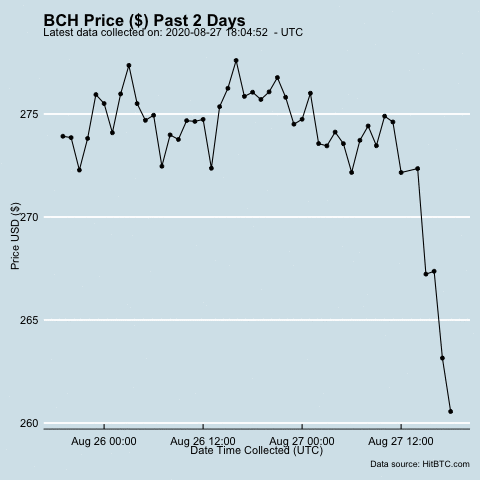 BCH Price ($) Past 2 Days
Latest data collected on: 2020-08-27 18:04:52  - UTC
275
270
265
260
Price USD ($)
Aug 26 00:00
Aug 26 12:00
Aug 27 00:00
Aug 27 12:00
Date Time Collected (UTC)
Data source: HitBTC.com